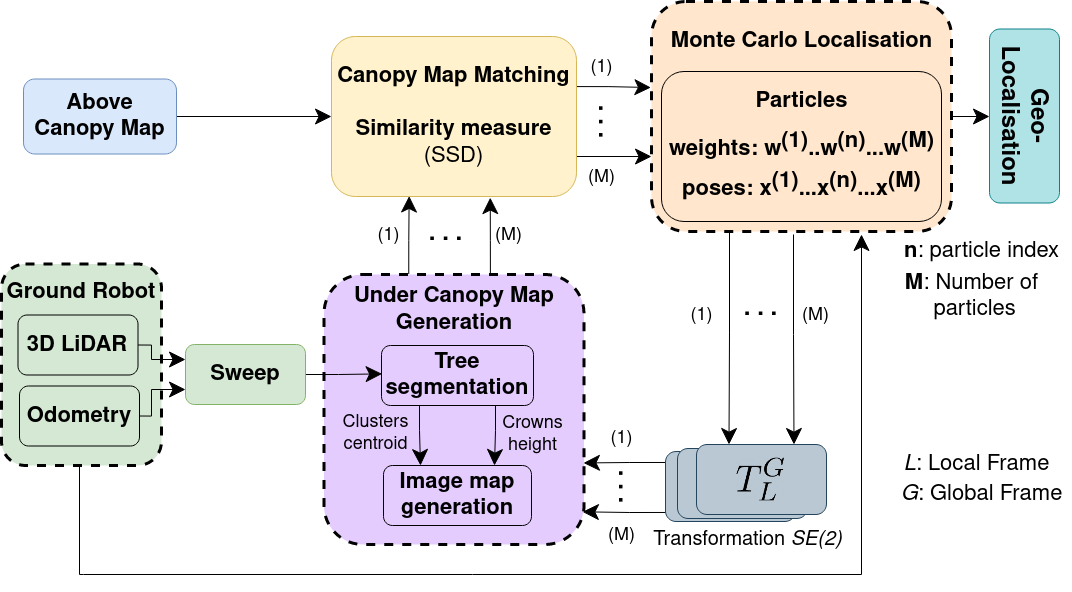 Above
Canopy Map
Canopy Map Matching
Similarity measure
(SSD)
(1)
(M)
Monte Carlo Localisation
Particles
weights: w(1)..w(n)...w(M)
poses: x(1)...x(n)...x(M)
Geo-
Localisation
(1)
. . .
(M)
n: particle index
M: Number of
particles
Ground Robot
3D LiDAR
Odometry
Sweep
Under Canopy Map
Generation
Tree
segmentation
Clusters
centroid
Crowns
height
Image map
generation
(1)
. . .
(M)
(1)
(M)
T_L^G
Transformation SE(2)
L: Local Frame
G: Global Frame